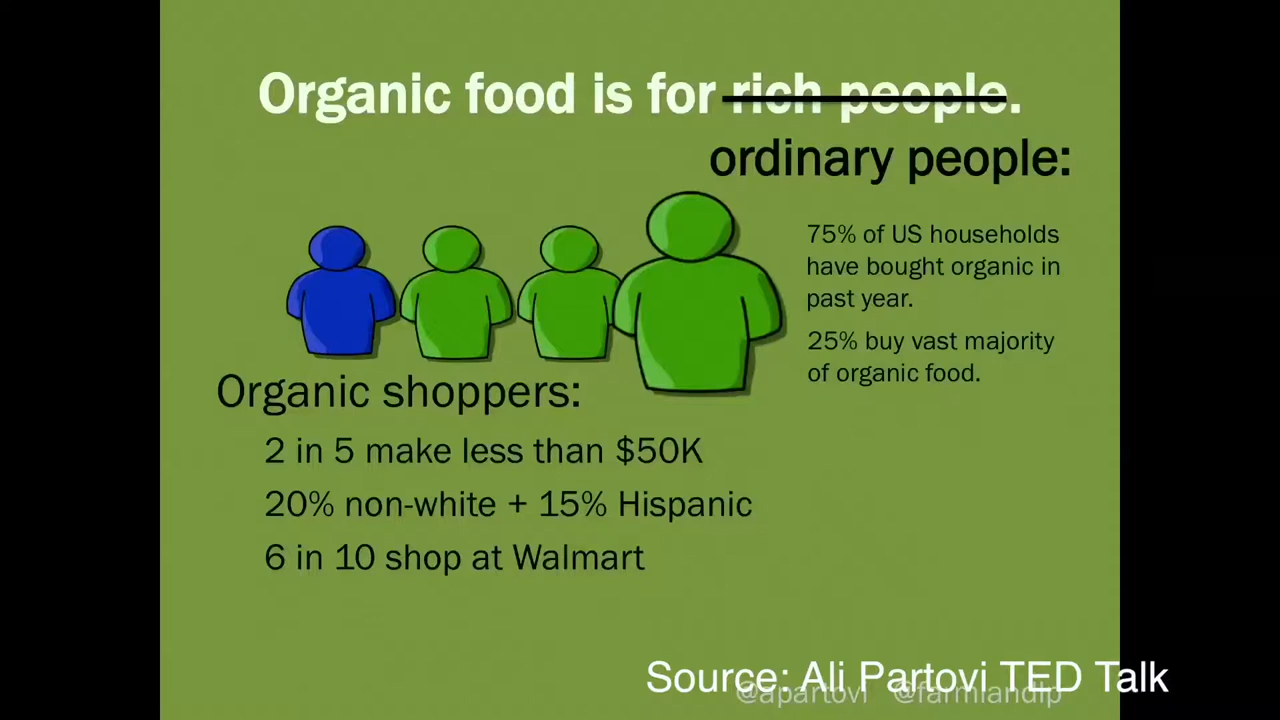 Organic food is for rich people.
ordinary people:
75% of US households
have bought organic in
past year.
25% buy vast majority
of organic food.
Organic shoppers:
2 in 5 make less than $50K
20% non-white + 15% Hispanic
6 in 10 shop at Walmart
Source: Ali Partovi TED Talk
@apartovi @farmlandlp